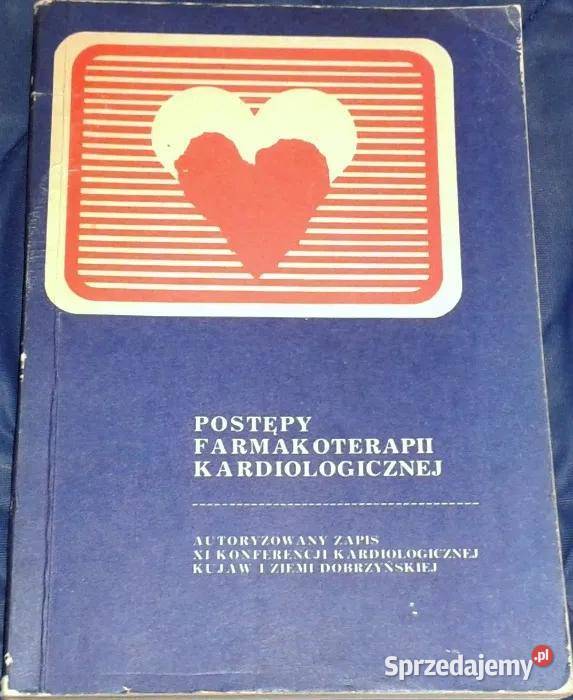 POSTĘPY
FARMAKOTERAPII
KARDIOLOGICZNEJ
AUTORYZOWANY ZAPIS
XI KONFERENCJI KARDIOLOGICZNEJ
KUJAW I ZIEMI DOBRZYŃSKIEJ
Sprzedajemy.pl